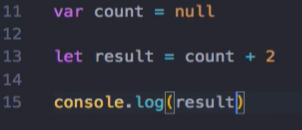 11 var count = null
12
13 let result = count + 2
14
15 console.log(result)